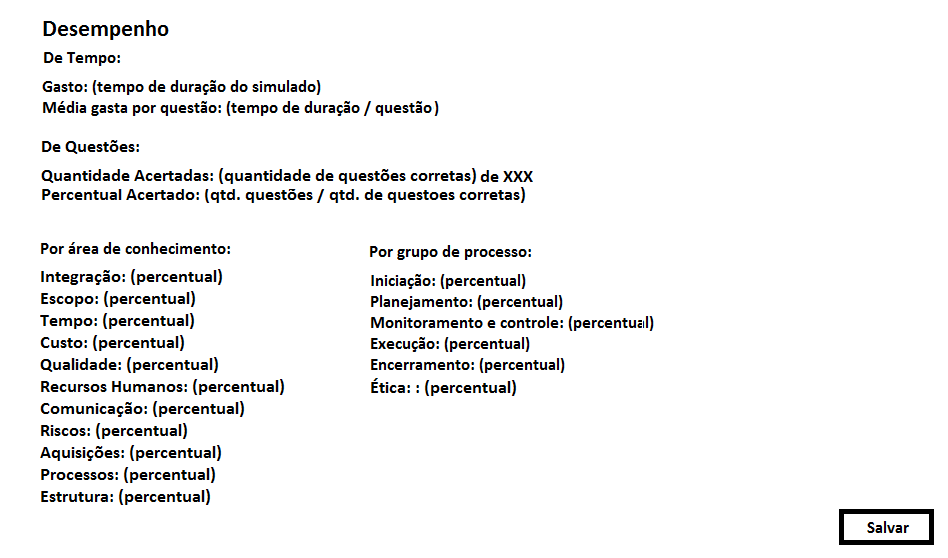 Desempenho
De Tempo:
Gasto: (tempo de duração do simulado)
Média gasta por questão: (tempo de duração / questão)
De Questões:
Quantidade Acertadas: (quantidade de questões corretas) de XXX
Percentual Acertado: (qtd. questões / qtd. de questoes corretas)
Por área de conhecimento:
Integração: (percentual)
Escopo: (percentual)
Tempo: (percentual)
Custo: (percentual)
Qualidade: (percentual)
Recursos Humanos: (percentual)
Comunicação: (percentual)
Riscos: (percentual)
Aquisições: (percentual)
Processos: (percentual)
Estrutura: (percentual)
Por grupo de processo:
Iniciação: (percentual)
Planejamento: (percentual)
Monitoramento e controle: (percentual)
Execução: (percentual)
Encerramento: (percentual)
Ética: : (percentual)
Salvar